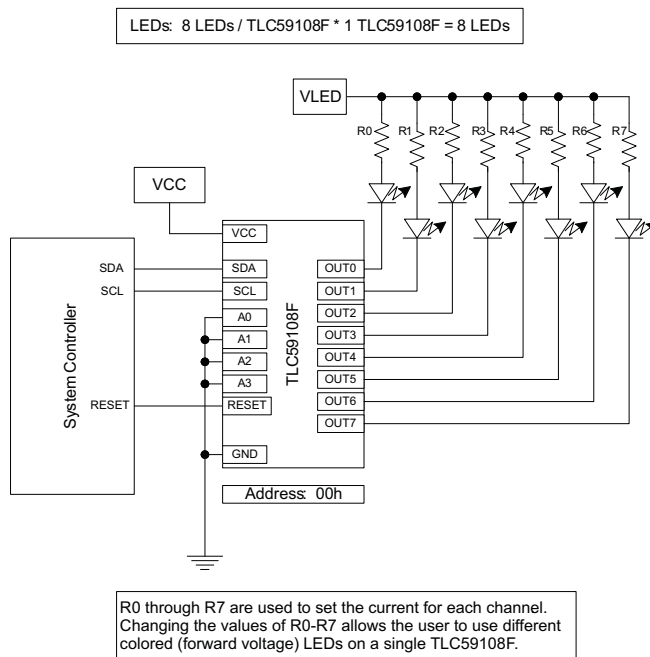 LEDs: 8 LEDs / TLC59108F * 1 TLC59108F = 8 LEDs
VLED
R0 R1 R2 R3 R4 R5 R6 R7
VCC
VCC
SDA SDA OUT0
SCL SCL OUT1
A0 OUT2
A1 OUT3
A2 OUT4
A3 OUT5
RESET RESET OUT6
OUT7
GND
System Controller
TLC59108F
Address: 00h
R0 through R7 are used to set the current for each channel.
Changing the values of R0-R7 allows the user to use different
colored (forward voltage) LEDs on a single TLC59108F.